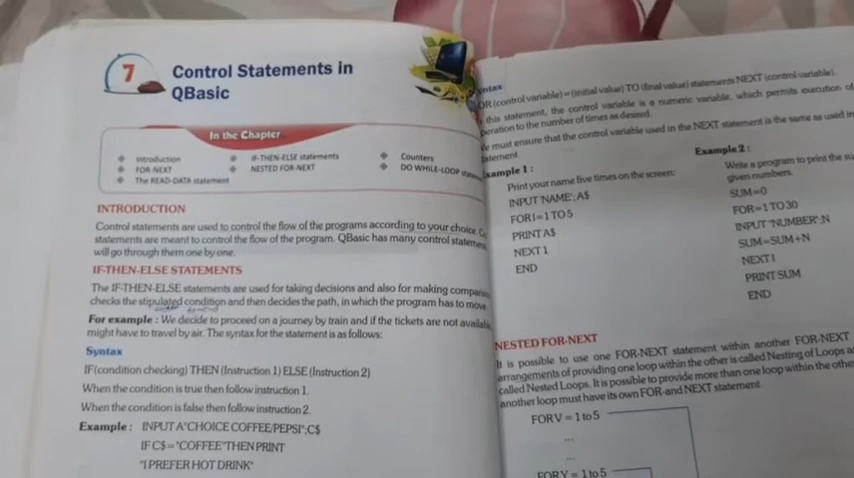 7
Control Statements in
QBasic
In the Chapter
Introduction
IF-THEN-ELSE statements
Counters
FOR-NEXT
NESTED FOR-NEXT
DO WHILE-LOOP
The READ-DATA statement
INTRODUCTION
Control statements are used to control the flow of the programs according to your choice.
statements are meant to control the flow of the program. QBasic has many control
will go through them one by one.
IF-THEN-ELSE STATEMENTS
The IF-THEN-ELSE statements are used for taking decisions and also for making
checks the stipulated condition and then decides the path, in which the program has to move.
For example : We decide to proceed on a journey by train and if the tickets are not
might have to travel by air. The syntax for the statement is as follows:
Syntax
IF(condition checking) THEN (Instruction 1) ELSE (Instruction 2)
When the condition is true then follow instruction 1.
When the condition is false then follow instruction 2.
Example : INPUT A"CHOICE COFFEE/PEPSI";C$
IF C$="COFFEE"THEN PRINT
"I PREFER HOT DRINK"
(control variable) = (initial value) TO (final value) statements NEXT (control variable).
this statement, the control variable is a numeric variable, which permits execution of
to the number of times as desired.
must ensure that the control variable used in the NEXT statement is the same as used in
Example 1 :
Print your name five times on the screen:
INPUT "NAME";A$
FOR I=1 TO 5
PRINT A$
NEXT 1
END
Example 2 :
Write a program to print the
given numbers.
SUM=0
FOR=1 TO 30
INPUT "NUMBER":N
SUM=SUM+N
NEXT I
PRINT SUM
END
NESTED FOR-NEXT
It is possible to use one FOR-NEXT statement within another FOR-NEXT
arrangements of providing one loop within the other is called Nesting of Loops
called Nested Loops. It is possible to provide more than one loop within the
another loop must have its own FOR-and NEXT statement.
FOR V = 1 to 5
...
...
FOR Y = 1 to 5